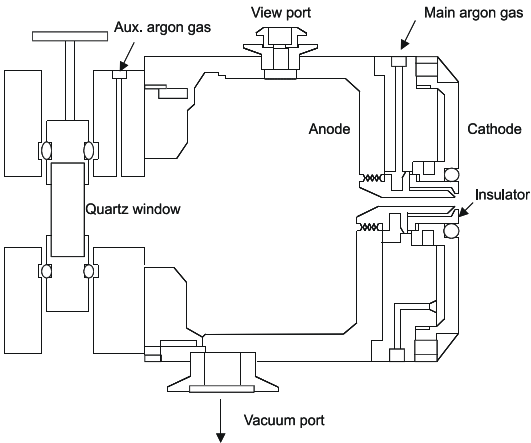 View port
Main argon gas
Aux. argon gas
Anode
Cathode
Insulator
Quartz window
Vacuum port